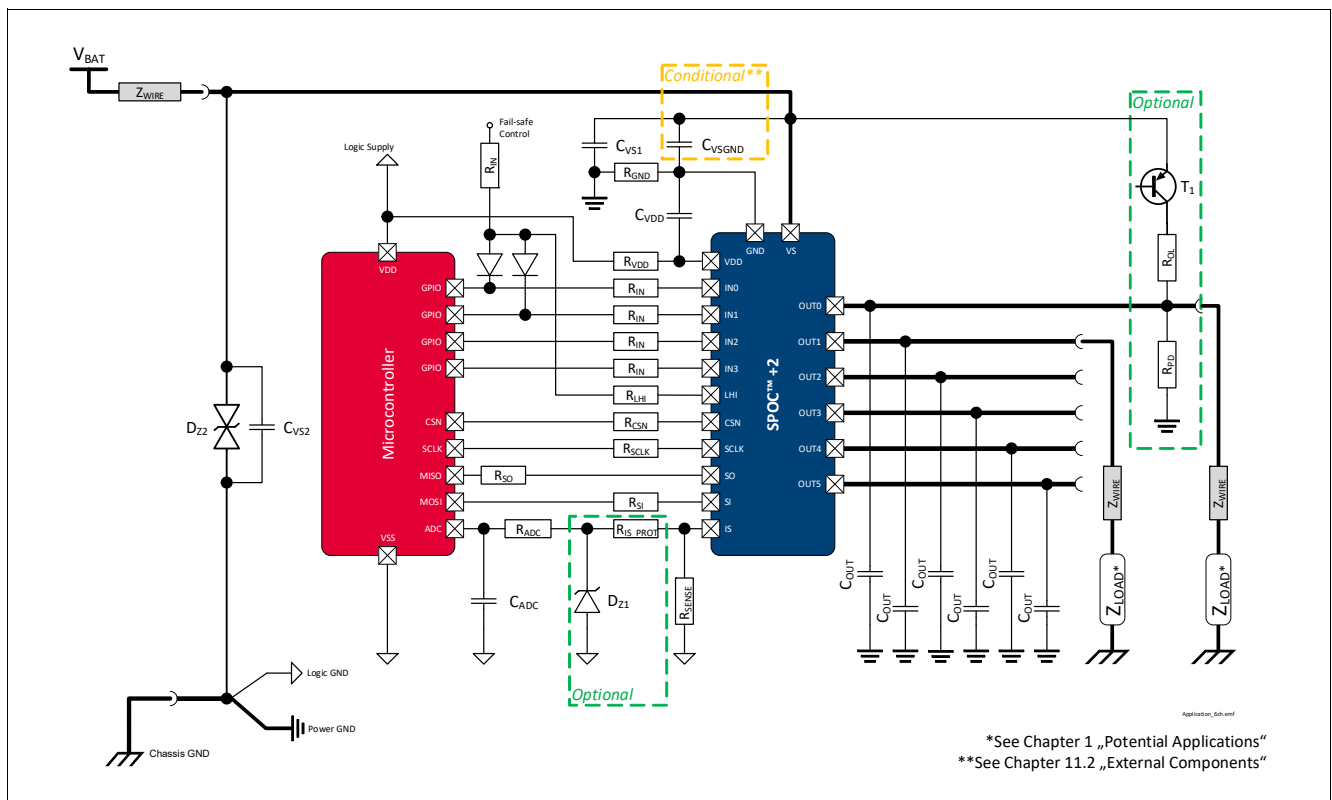 VBAT
ZWIRE
Conditional**
Optional
Fail-safe
Control
Logic Supply
RIN
CVS1
CVSGND
RGND
CVDD
T1
ROL
RPD
VDD
GND
VS
RVDD
VDD
GPIO
RIN
IN0
GPIO
RIN
IN1
GPIO
RIN
IN2
GPIO
RIN
IN3
RLHI
LHI
CSN
RCSN
CSN
SCLK
RSCLK
SCLK
MISO
RSO
SO
MOSI
RSI
SI
ADC
RADC
RIS_PROT
IS
VSS
Microcontroller
SPOC™ +2
OUT0
OUT1
OUT2
OUT3
OUT4
OUT5
DZ2
CVS2
CADC
DZ1
RSENSE
Optional
COUT
COUT
COUT
COUT
COUT
COUT
ZWIRE
ZWIRE
ZLOAD*
ZLOAD*
Logic GND
Power GND
Chassis GND
Application_6ch.emf
*See Chapter 1 „Potential Applications“
**See Chapter 11.2 „External Components“